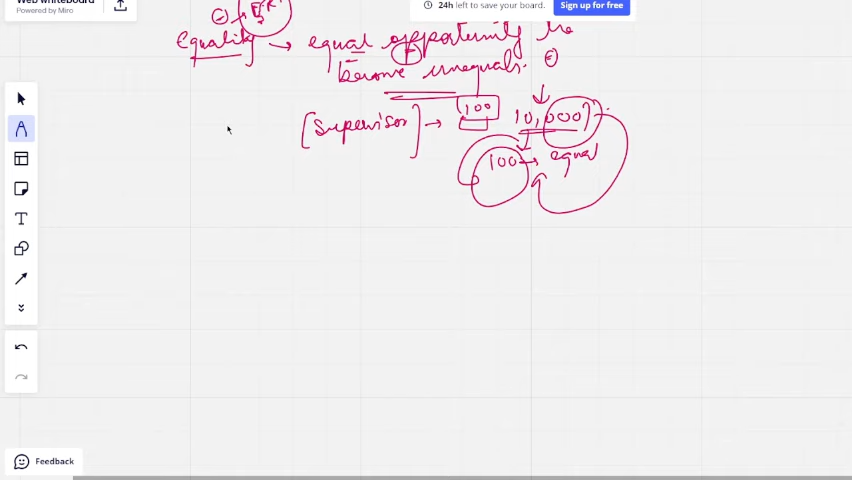 Web Whiteboard
Powered by Miro
24h left to save your board.
Sign up for free
Equality → equal opportunity to
become unequals.
[Supervisor] → 100 10,000
100 → equal
Feedback